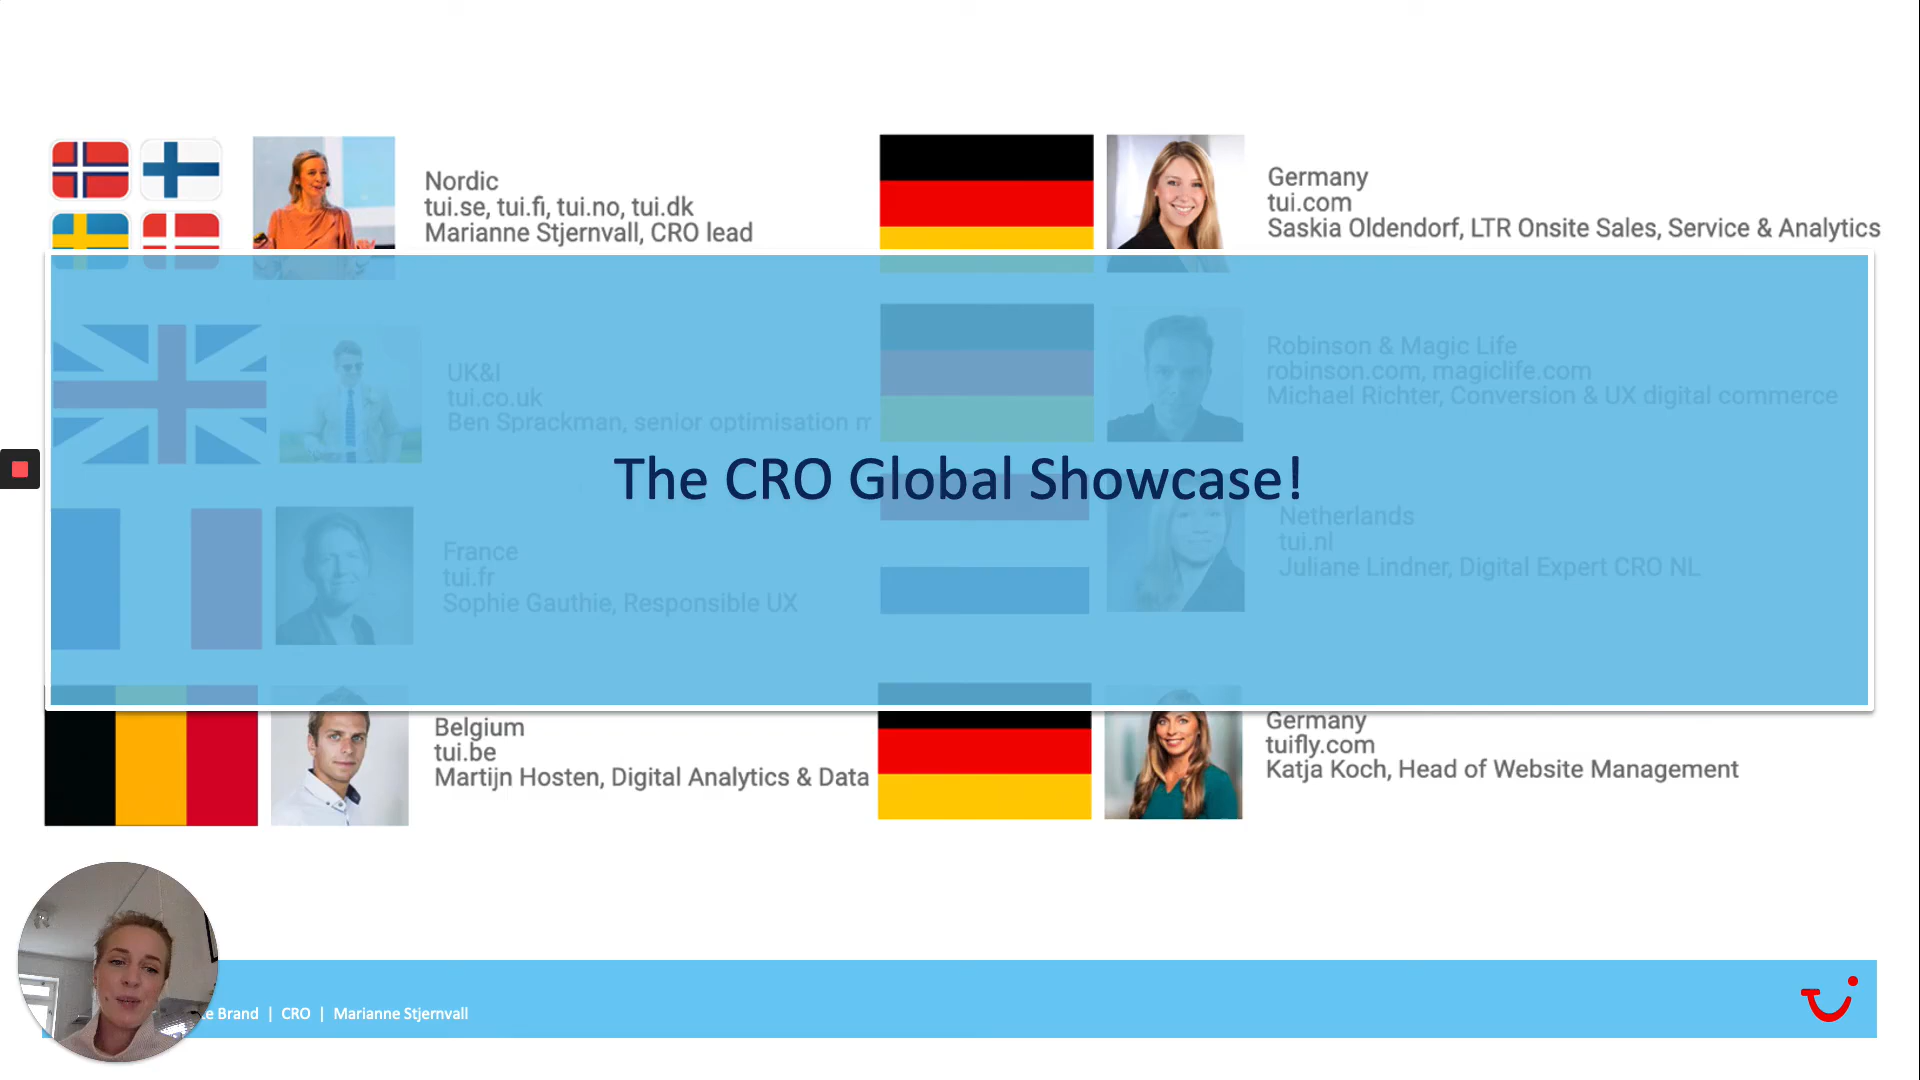 Nordic
tui.se, tui.fi, tui.no, tui.dk
Marianne Stjernvall, CRO lead
Germany
tui.com
Saskia Oldendorf, LTR Onsite Sales, Service & Analytics
UK&I
tui.co.uk
Ben Sprackman, senior optimisation m
Robinson & Magic Life
robinson.com, magiclife.com
Michael Richter, Conversion & UX digital commerce
The CRO Global Showcase!
France
tui.fr
Sophie Gauthie, Responsible UX
Netherlands
tui.nl
Juliane Lindner, Digital Expert CRO NL
Belgium
tui.be
Martijn Hosten, Digital Analytics & Data
Germany
tuifly.com
Katja Koch, Head of Website Management
Brand | CRO | Marianne Stjernvall